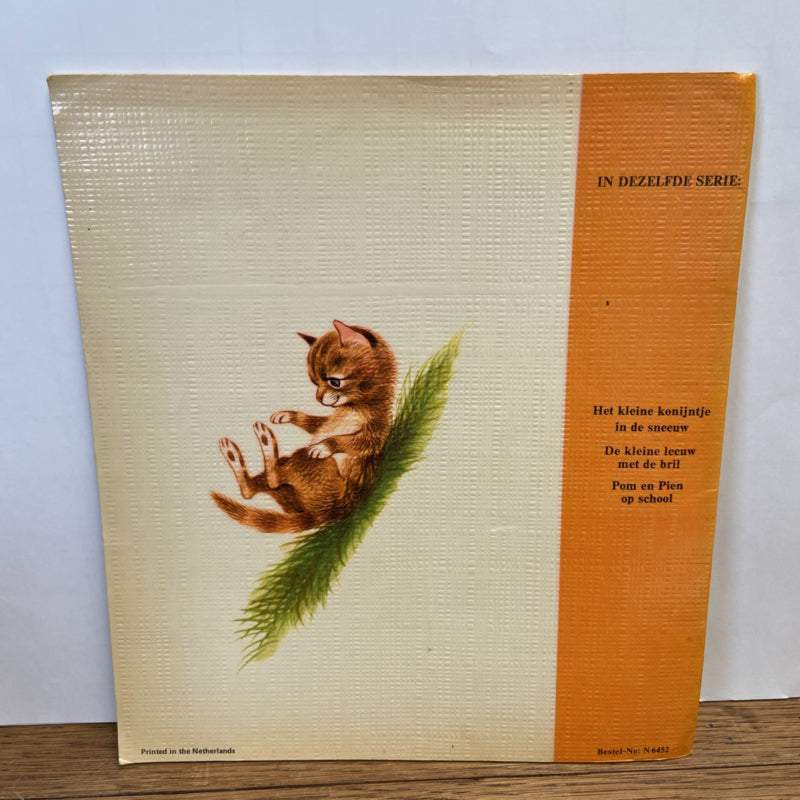 IN DEZELFDE SERIE:
Het kleine konijntje
in de sneeuw
De kleine leeuw
met de bril
Pom en Pien
op school
Printed in the Netherlands
Bestel-No: N 6452